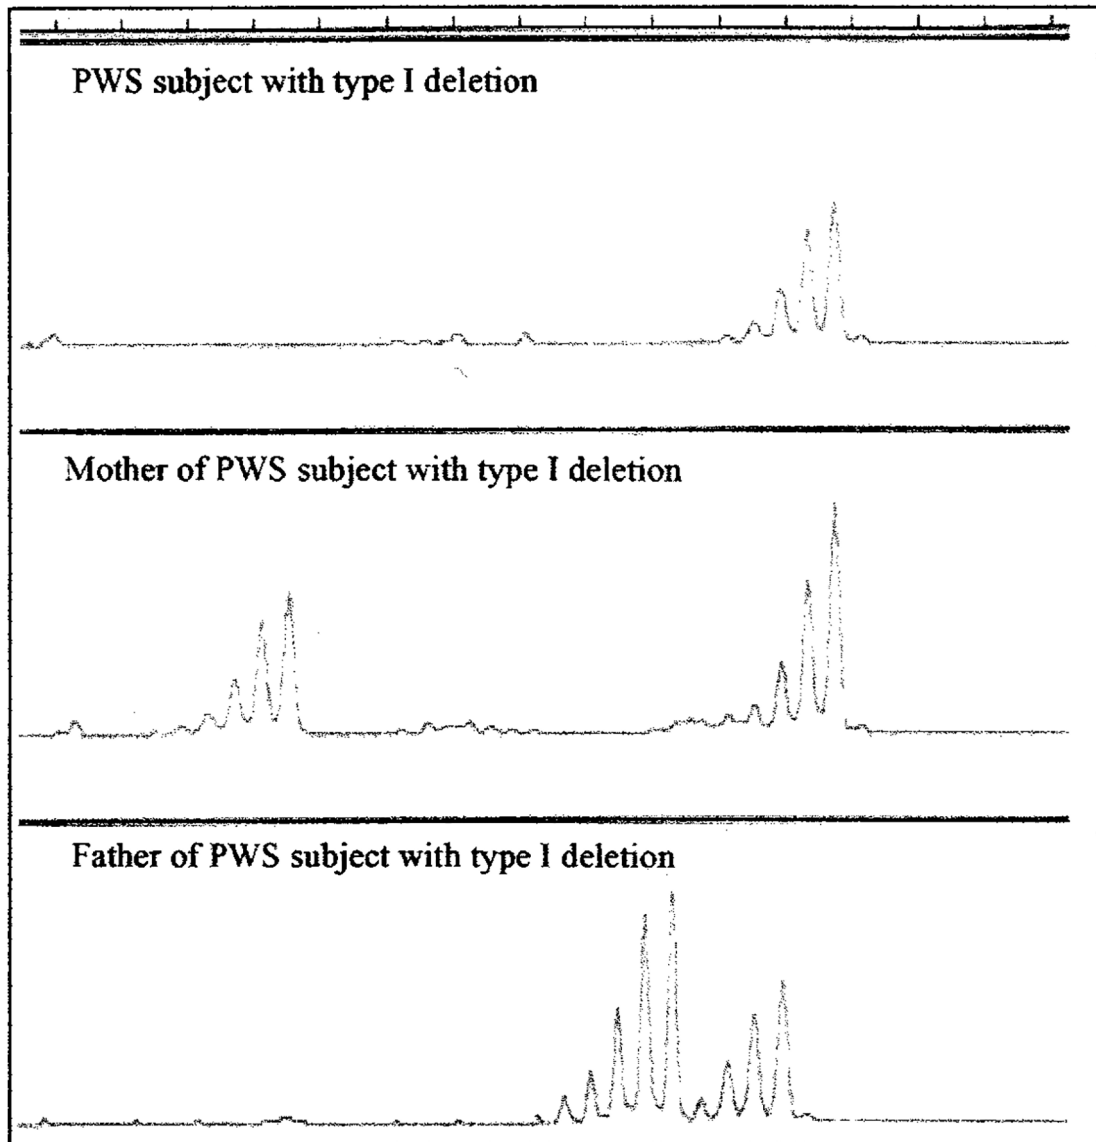 PWS subject with type I deletion
Mother of PWS subject with type I deletion
Father of PWS subject with type I deletion